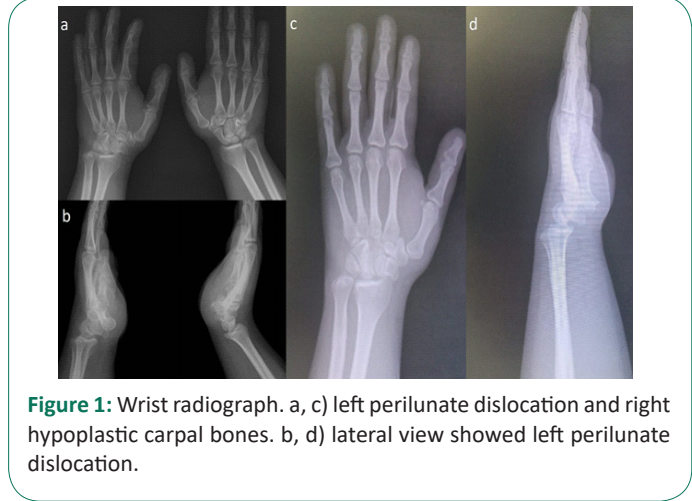 a
c
d
b
Figure 1: Wrist radiograph. a, c) left perilunate dislocation and right
hypoplastic carpal bones. b, d) lateral view showed left perilunate
dislocation.